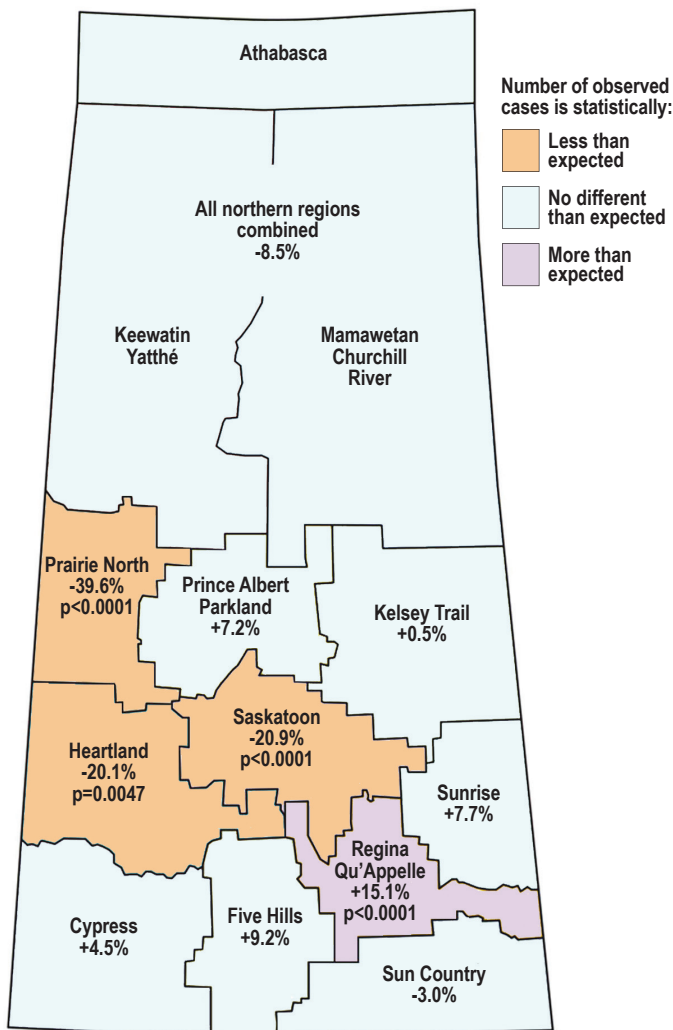 Athabasca
Number of observed
cases is statistically:
Less than
expected
No different
than expected
More than
expected
All northern regions
combined
-8.5%
Keewatin
Yatthé
Mamawetan
Churchill
River
Prairie North
-39.6%
p<0.0001
Prince Albert
Parkland
+7.2%
Kelsey Trail
+0.5%
Saskatoon
-20.9%
p<0.0001
Heartland
-20.1%
p=0.0047
Sunrise
+7.7%
Regina
Qu’Appelle
+15.1%
p<0.0001
Cypress
+4.5%
Five Hills
+9.2%
Sun Country
-3.0%